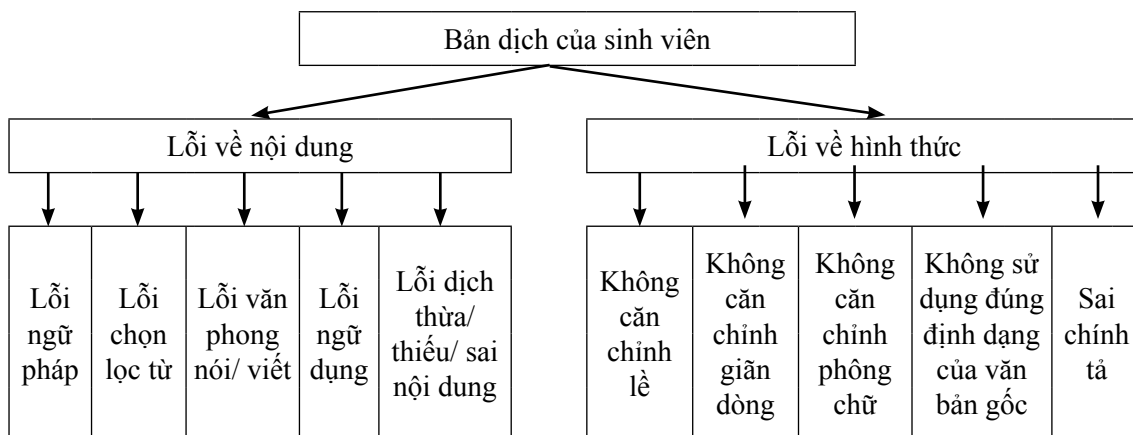 Bản dịch của sinh viên
Lỗi về nội dung
Lỗi về hình thức
Lỗi
ngữ
pháp
Lỗi
chọn
lọc từ
Lỗi văn
phong
nói/ viết
Lỗi
ngữ
dụng
Lỗi dịch
thừa/
thiếu/ sai
nội dung
Không
căn
chỉnh
lề
Không
căn
chỉnh
giãn
dòng
Không
căn
chỉnh
phông
chữ
Không sử
dụng đúng
định dạng
của văn
bản gốc
Sai
chính
tả